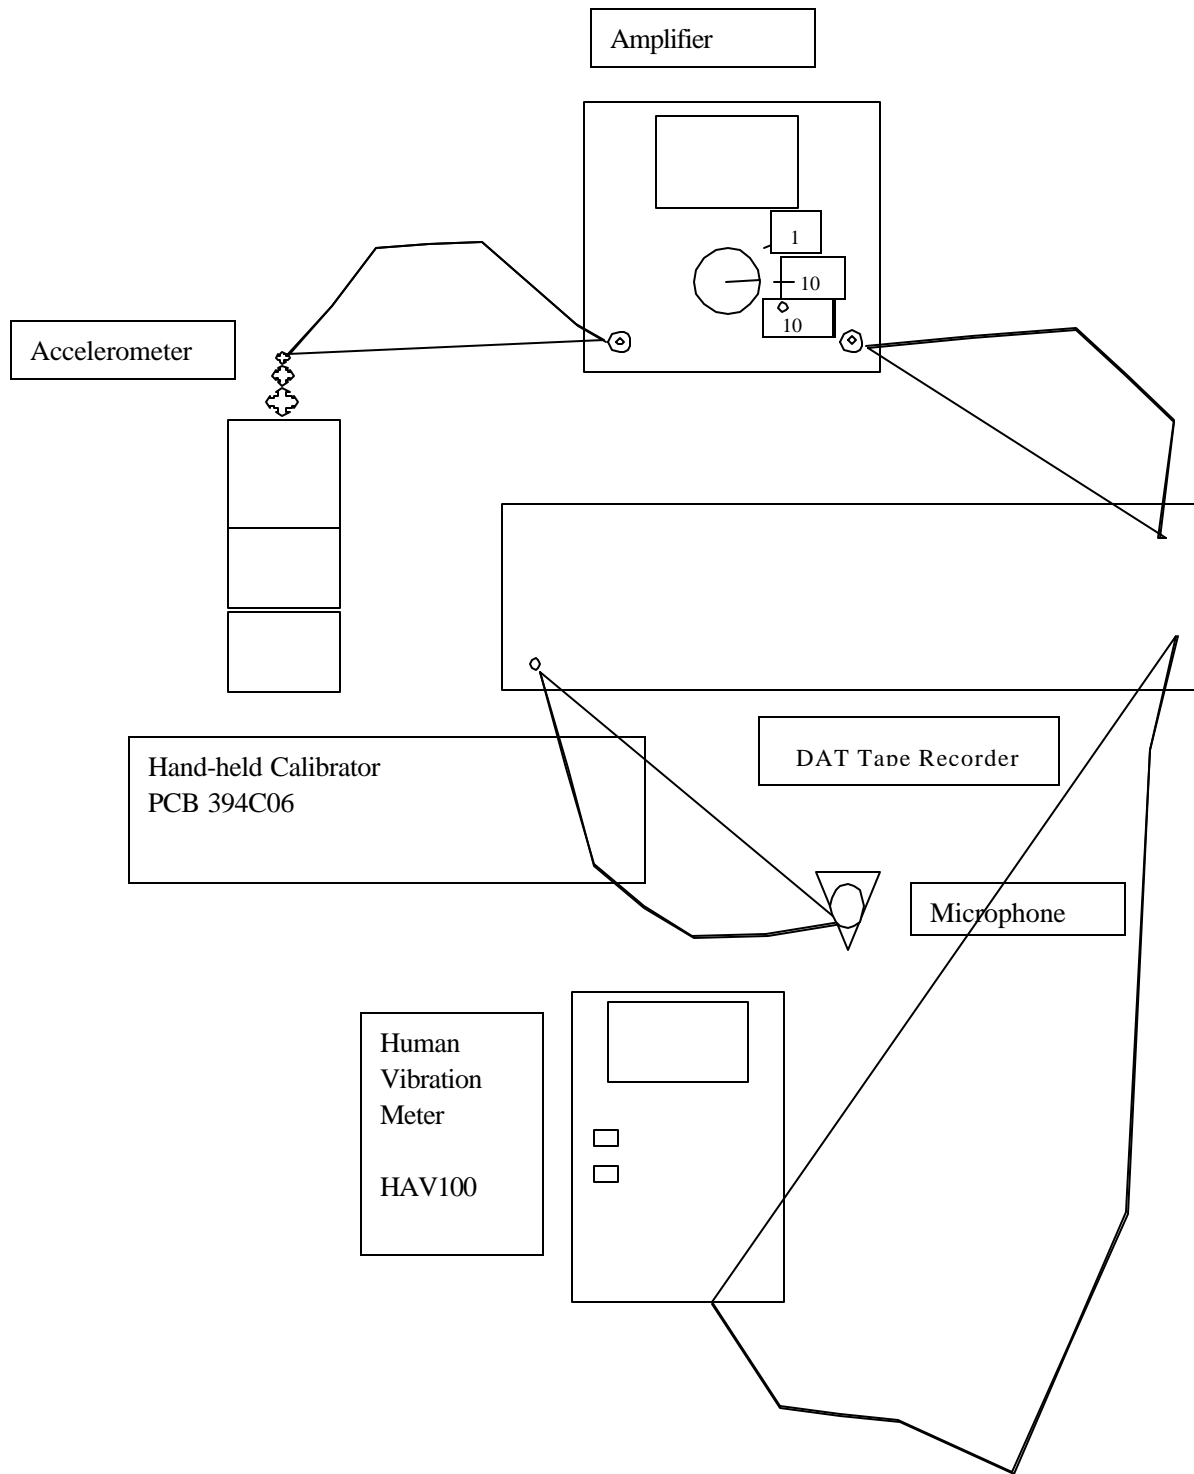 Amplifier
1
10
10
Accelerometer
Hand-held Calibrator
PCB 394C06
DAT Tape Recorder
Microphone
Human
Vibration
Meter
HAV100